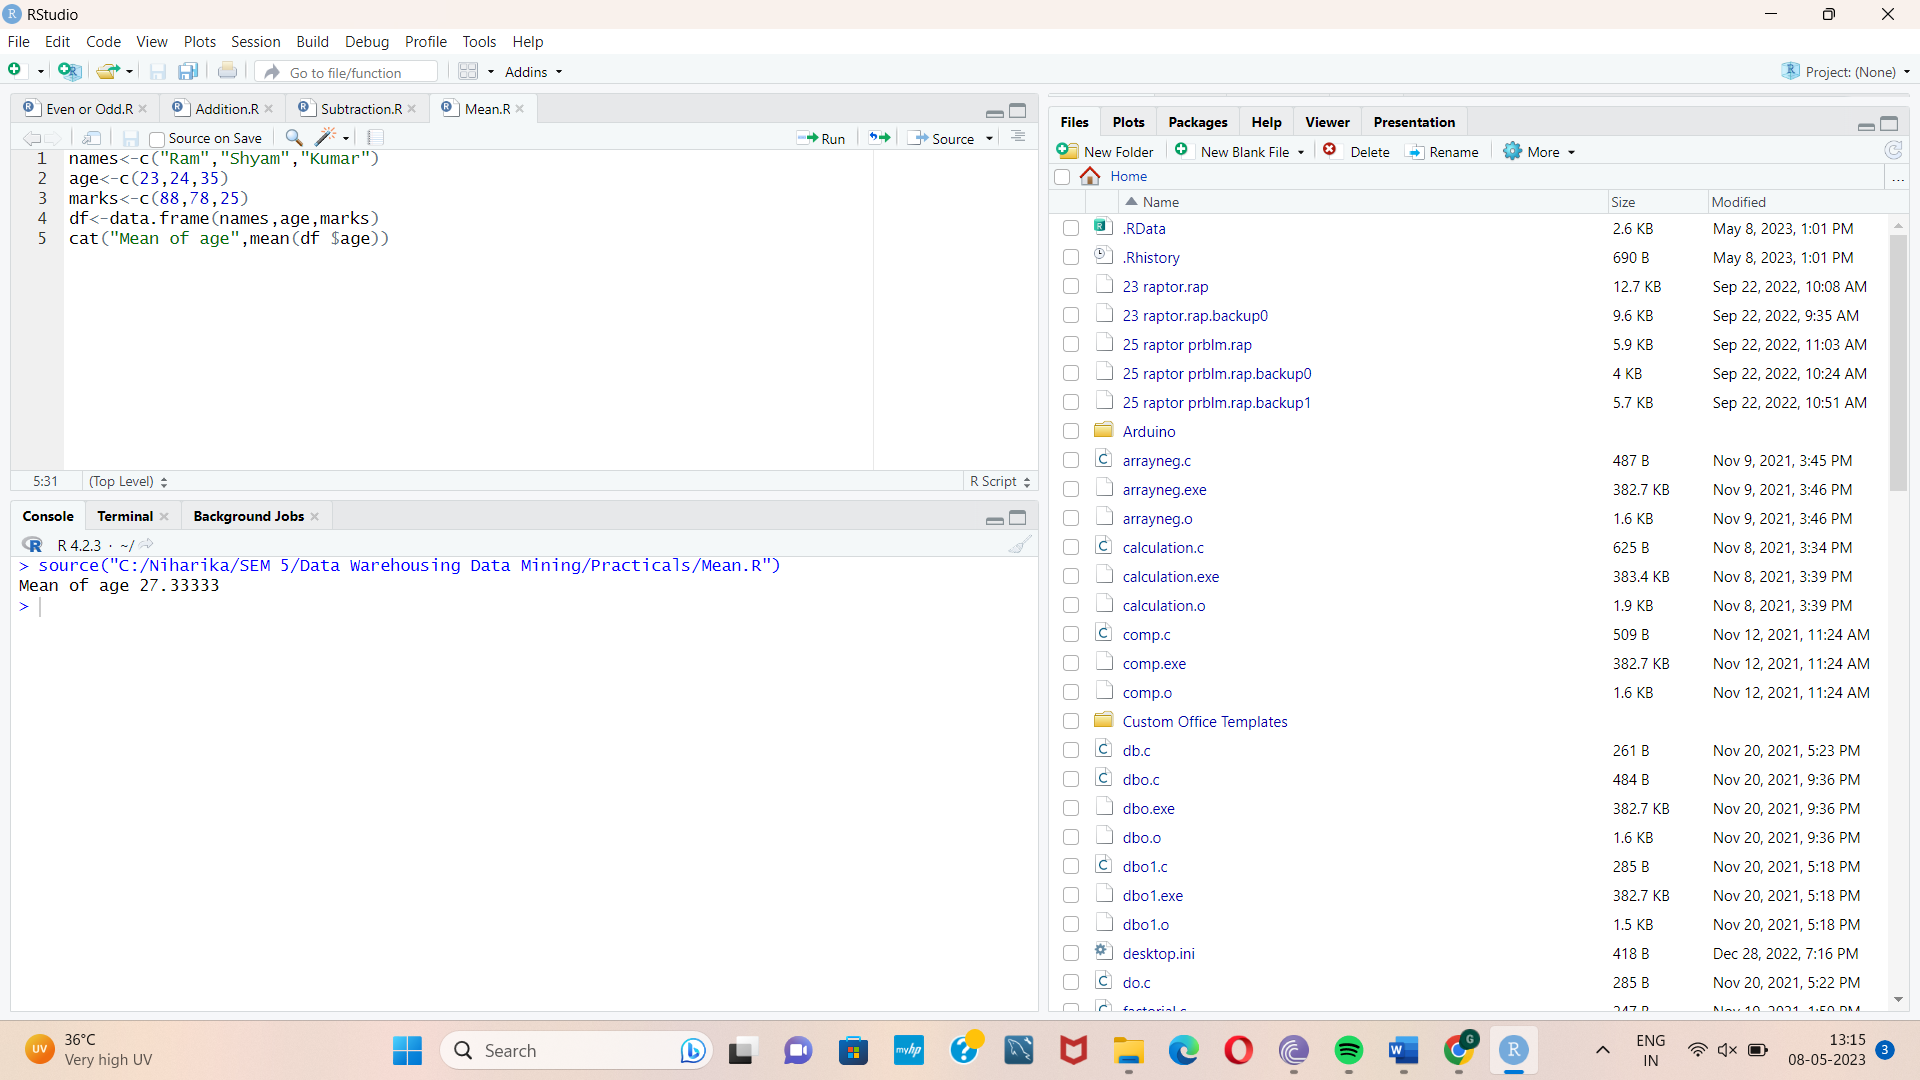 RStudio
File Edit Code View Plots Session Build Debug Profile Tools Help
Go to file/function Addins Project: (None)
Even or Odd.R Addition.R Subtraction.R Mean.R
Source on Save Run Source
1 names<-c("Ram","Shyam","Kumar")
2 age<-c(23,24,35)
3 marks<-c(88,78,25)
4 df<-data.frame(names,age,marks)
5 cat("Mean of age",mean(df $age))
5:31 (Top Level) R Script
Console Terminal Background Jobs
R 4.2.3 · ~/
> source("C:/Niharika/SEM 5/Data Warehousing Data Mining/Practicals/Mean.R")
Mean of age 27.33333
>
Files Plots Packages Help Viewer Presentation
New Folder New Blank File Delete Rename More
Home ...
Name Size Modified
.RData 2.6 KB May 8, 2023, 1:01 PM
.Rhistory 690 B May 8, 2023, 1:01 PM
23 raptor.rap 12.7 KB Sep 22, 2022, 10:08 AM
23 raptor.rap.backup0 9.6 KB Sep 22, 2022, 9:35 AM
25 raptor prblm.rap 5.9 KB Sep 22, 2022, 11:03 AM
25 raptor prblm.rap.backup0 4 KB Sep 22, 2022, 10:24 AM
25 raptor prblm.rap.backup1 5.7 KB Sep 22, 2022, 10:51 AM
Arduino
arrayneg.c 487 B Nov 9, 2021, 3:45 PM
arrayneg.exe 382.7 KB Nov 9, 2021, 3:46 PM
arrayneg.o 1.6 KB Nov 9, 2021, 3:46 PM
calculation.c 625 B Nov 8, 2021, 3:34 PM
calculation.exe 383.4 KB Nov 8, 2021, 3:39 PM
calculation.o 1.9 KB Nov 8, 2021, 3:39 PM
comp.c 509 B Nov 12, 2021, 11:24 AM
comp.exe 382.7 KB Nov 12, 2021, 11:24 AM
comp.o 1.6 KB Nov 12, 2021, 11:24 AM
Custom Office Templates
db.c 261 B Nov 20, 2021, 5:23 PM
dbo.c 484 B Nov 20, 2021, 9:36 PM
dbo.exe 382.7 KB Nov 20, 2021, 9:36 PM
dbo.o 1.6 KB Nov 20, 2021, 9:36 PM
dbo1.c 285 B Nov 20, 2021, 5:18 PM
dbo1.exe 382.7 KB Nov 20, 2021, 5:18 PM
dbo1.o 1.5 KB Nov 20, 2021, 5:18 PM
desktop.ini 418 B Dec 28, 2022, 7:16 PM
do.c 285 B Nov 20, 2021, 5:22 PM
UV 36°C
Very high UV
Search
myhp
ENG
IN
13:15
08-05-2023 3